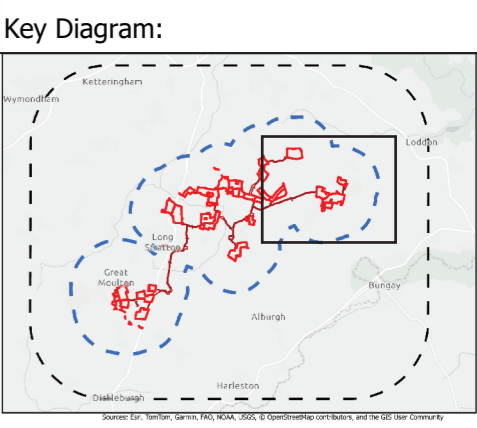 Key Diagram:
Ketteringham
Wymondham
Loddon
Long
Stratton
Great
Moulton
Bungay
Alburgh
Harleston
Dickleburgh
Sources: Esri, TomTom, Garmin, FAO, NOAA, USGS, © OpenStreetMap contributors, and the GIS User Community